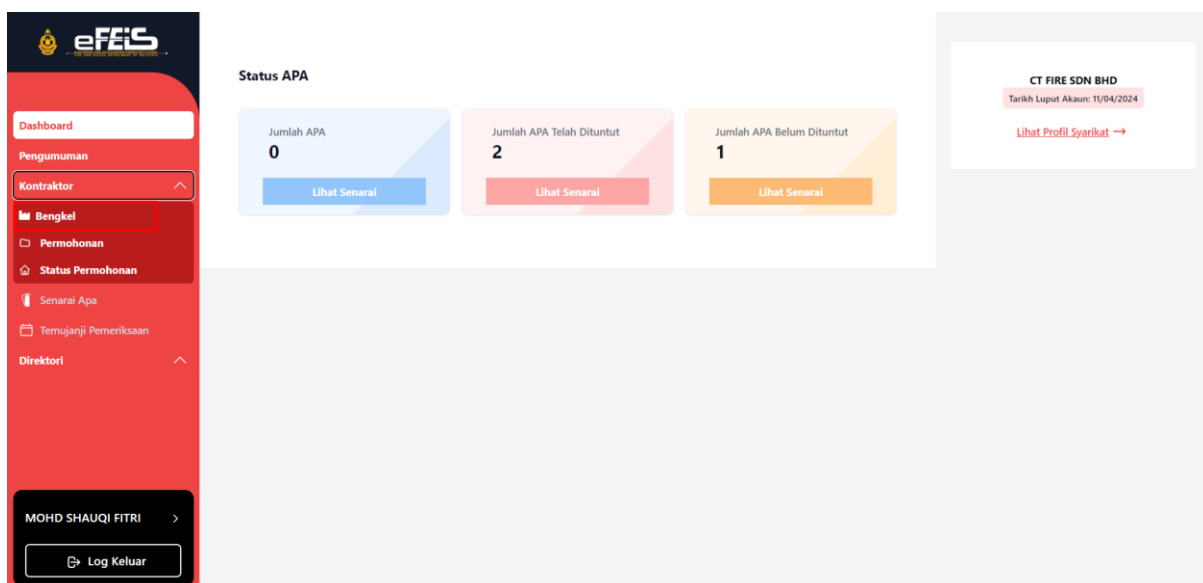 eFEiS
Dashboard
Pengumuman
Kontraktor
Bengkel
Permohonan
Status Permohonan
Senarai Apa
Temujanji Pemeriksaan
Direktori
MOHD SHAUQI FITRI
Log Keluar
Status APA
Jumlah APA
0
Lihat Senarai
Jumlah APA Telah Dituntut
2
Lihat Senarai
Jumlah APA Belum Dituntut
1
Lihat Senarai
CT FIRE SDN BHD
Tarikh Luput Akaun: 11/04/2024
Lihat Profil Syarikat →